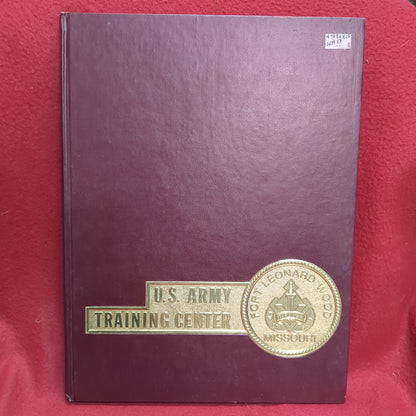 U.S. ARMY
TRAINING CENTER
FORT LEONARD WOOD
MISSOURI